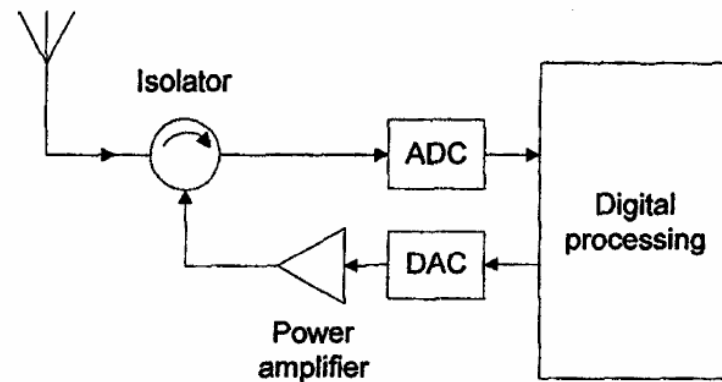 Isolator
ADC
Digital
processing
DAC
Power
amplifier